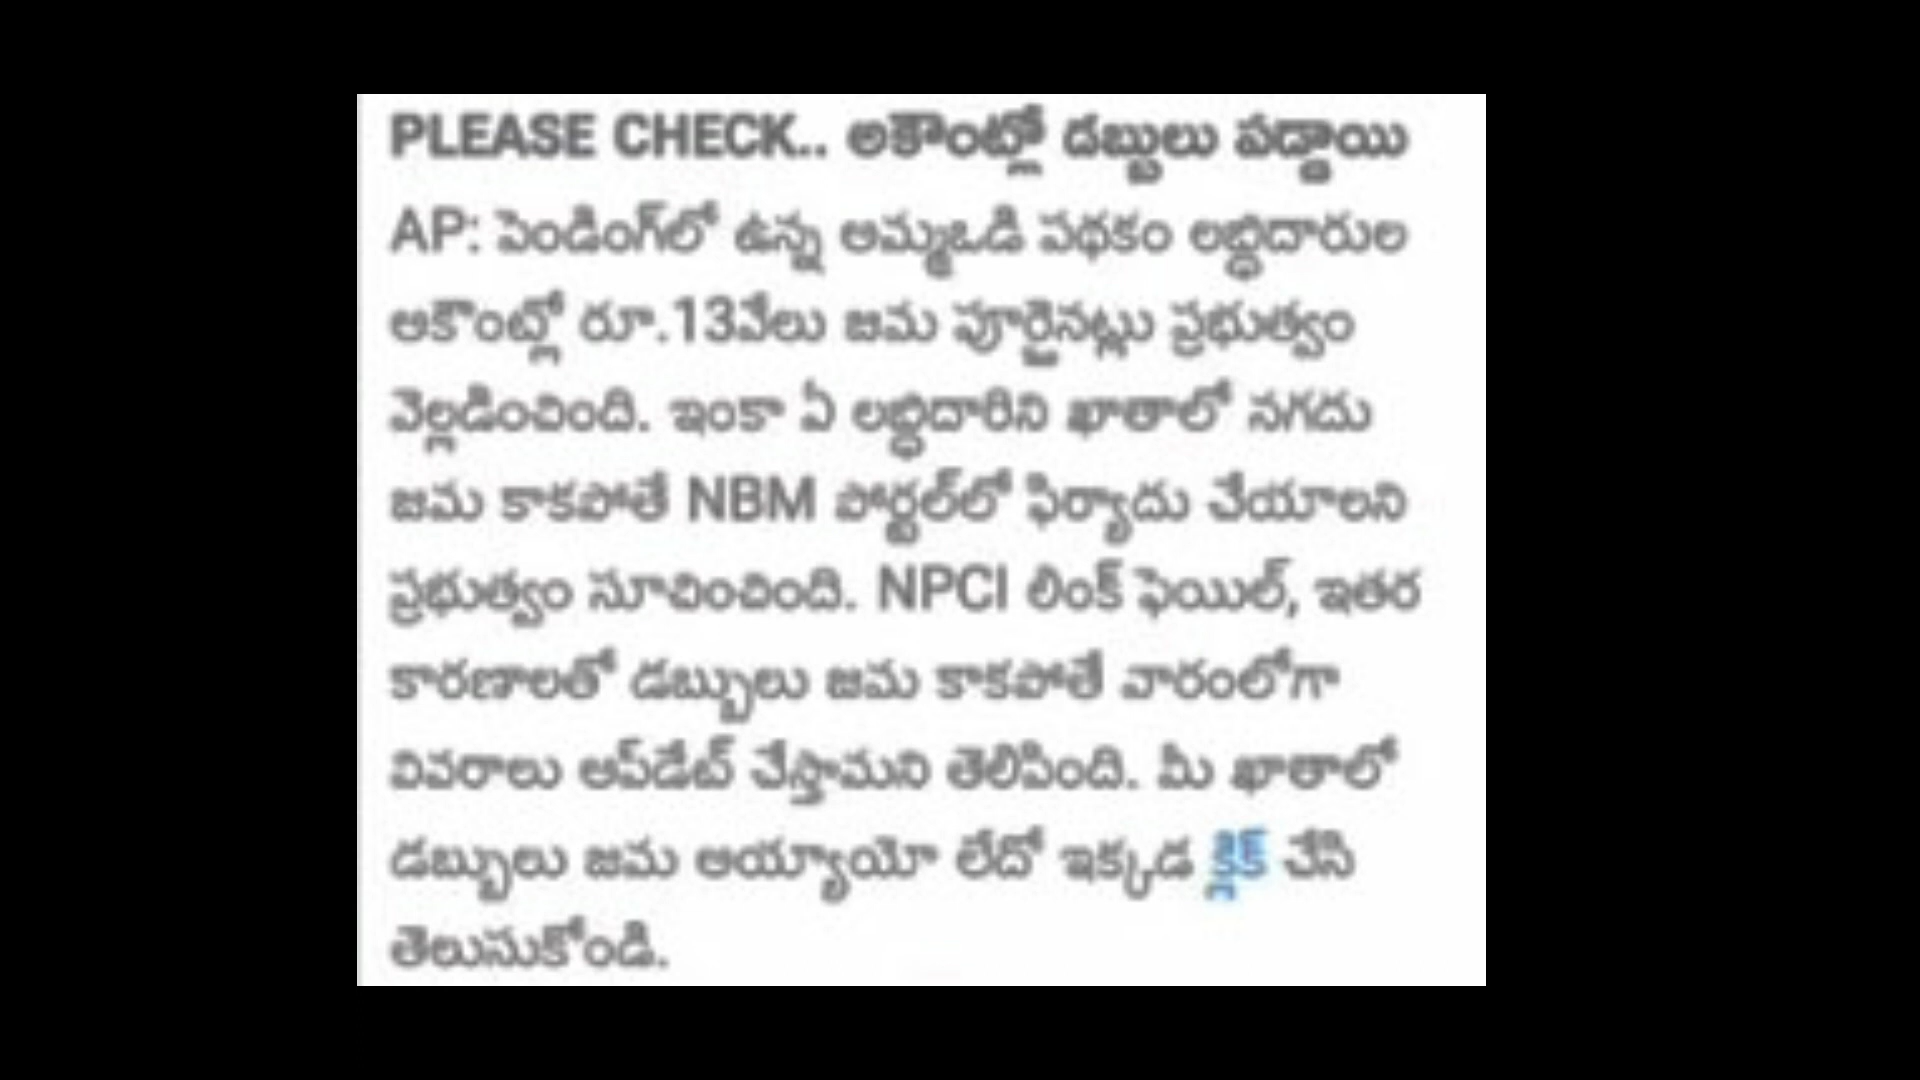 PLEASE CHECK.. అకౌంట్లో దబ్బులు పడ్డాయి
AP: పెండింగ్‌లో ఉన్న అమ్మఒడి పథకం లబ్ధిదారుల
అకౌంట్లో రూ.13వేలు జమ పూర్తైనట్లు ప్రభుత్వం
వెల్లడించింది. ఇంకా ఏ లబ్ధిదారిని ఖాతాలో నగదు
జమ కాకపోతే NBM పోర్టల్‌లో ఫిర్యాదు చేయాలని
ప్రభుత్వం సూచించింది. NPCI లింక్ ఫెయిల్, ఇతర
కారణాలతో డబ్బులు జమ కాకపోతే వారంలోగా
వివరాలు అప్‌డేట్ చేస్తామని తెలిపింది. మీ ఖాతాలో
డబ్బులు జమ అయ్యాయో లేదో ఇక్కడ క్లిక్ చేసి
తెలుసుకోండి.